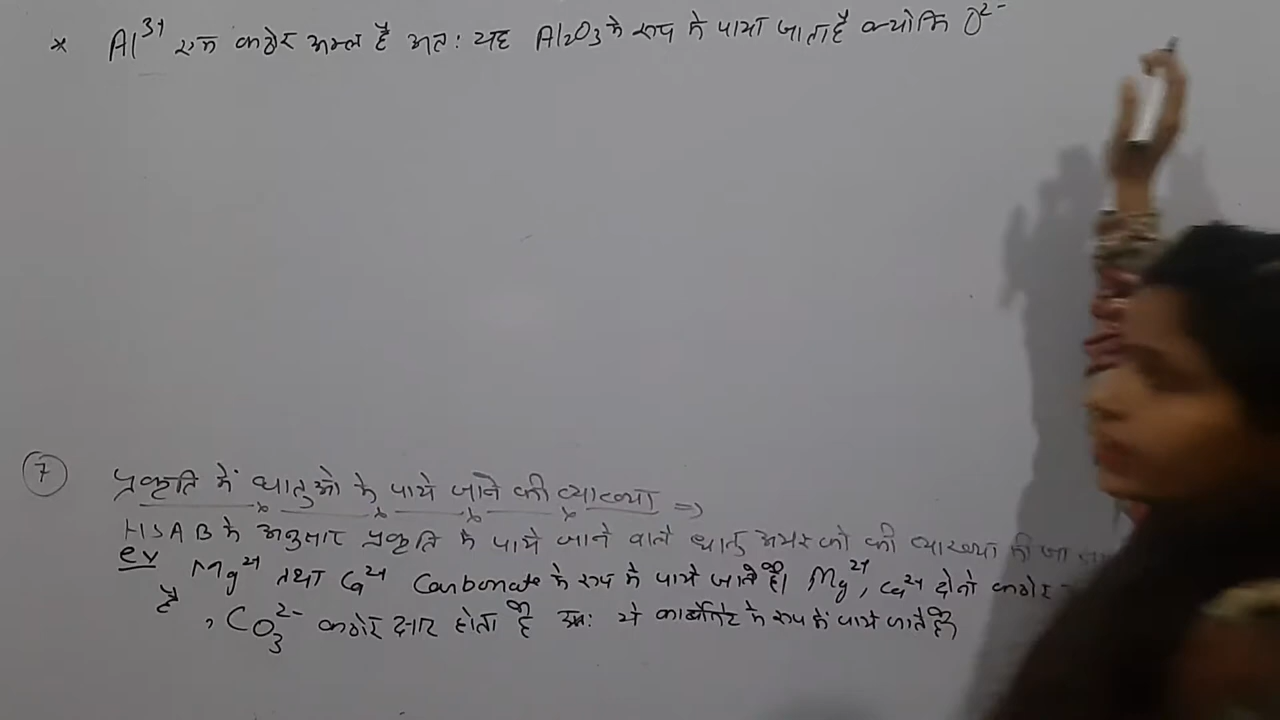 * Al³⁺ एक कठोर अम्ल है अतः यह Al₂O₃ के रूप में पाया जाता है क्योकि O²⁻
⑦ प्रकृति में धातुओ के पाये जाने की व्याख्या ⇒
HSAB के अनुसार प्रकृति में पाये जाने वाले धातु अयस्को की व्याख्या की जा
ex Mg²⁺ तथा Ca²⁺ Carbonate के रूप में पाये जाते है। Mg²⁺, Ca²⁺ दोनो कठोर
है, CO₃²⁻ कठोर क्षार होता है अतः ये कार्बोनेट के रूप में पाये जाते है